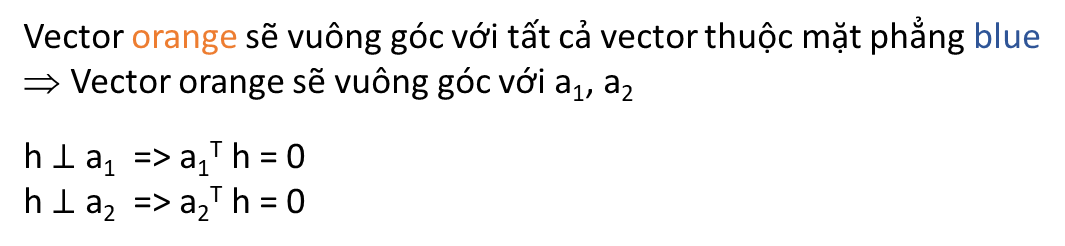 Vector orange sẽ vuông góc với tất cả vector thuộc mặt phẳng blue
⟹ Vector orange sẽ vuông góc với a₁, a₂
h ⊥ a₁ => a₁ᵀ h = 0
h ⊥ a₂ => a₂ᵀ h = 0